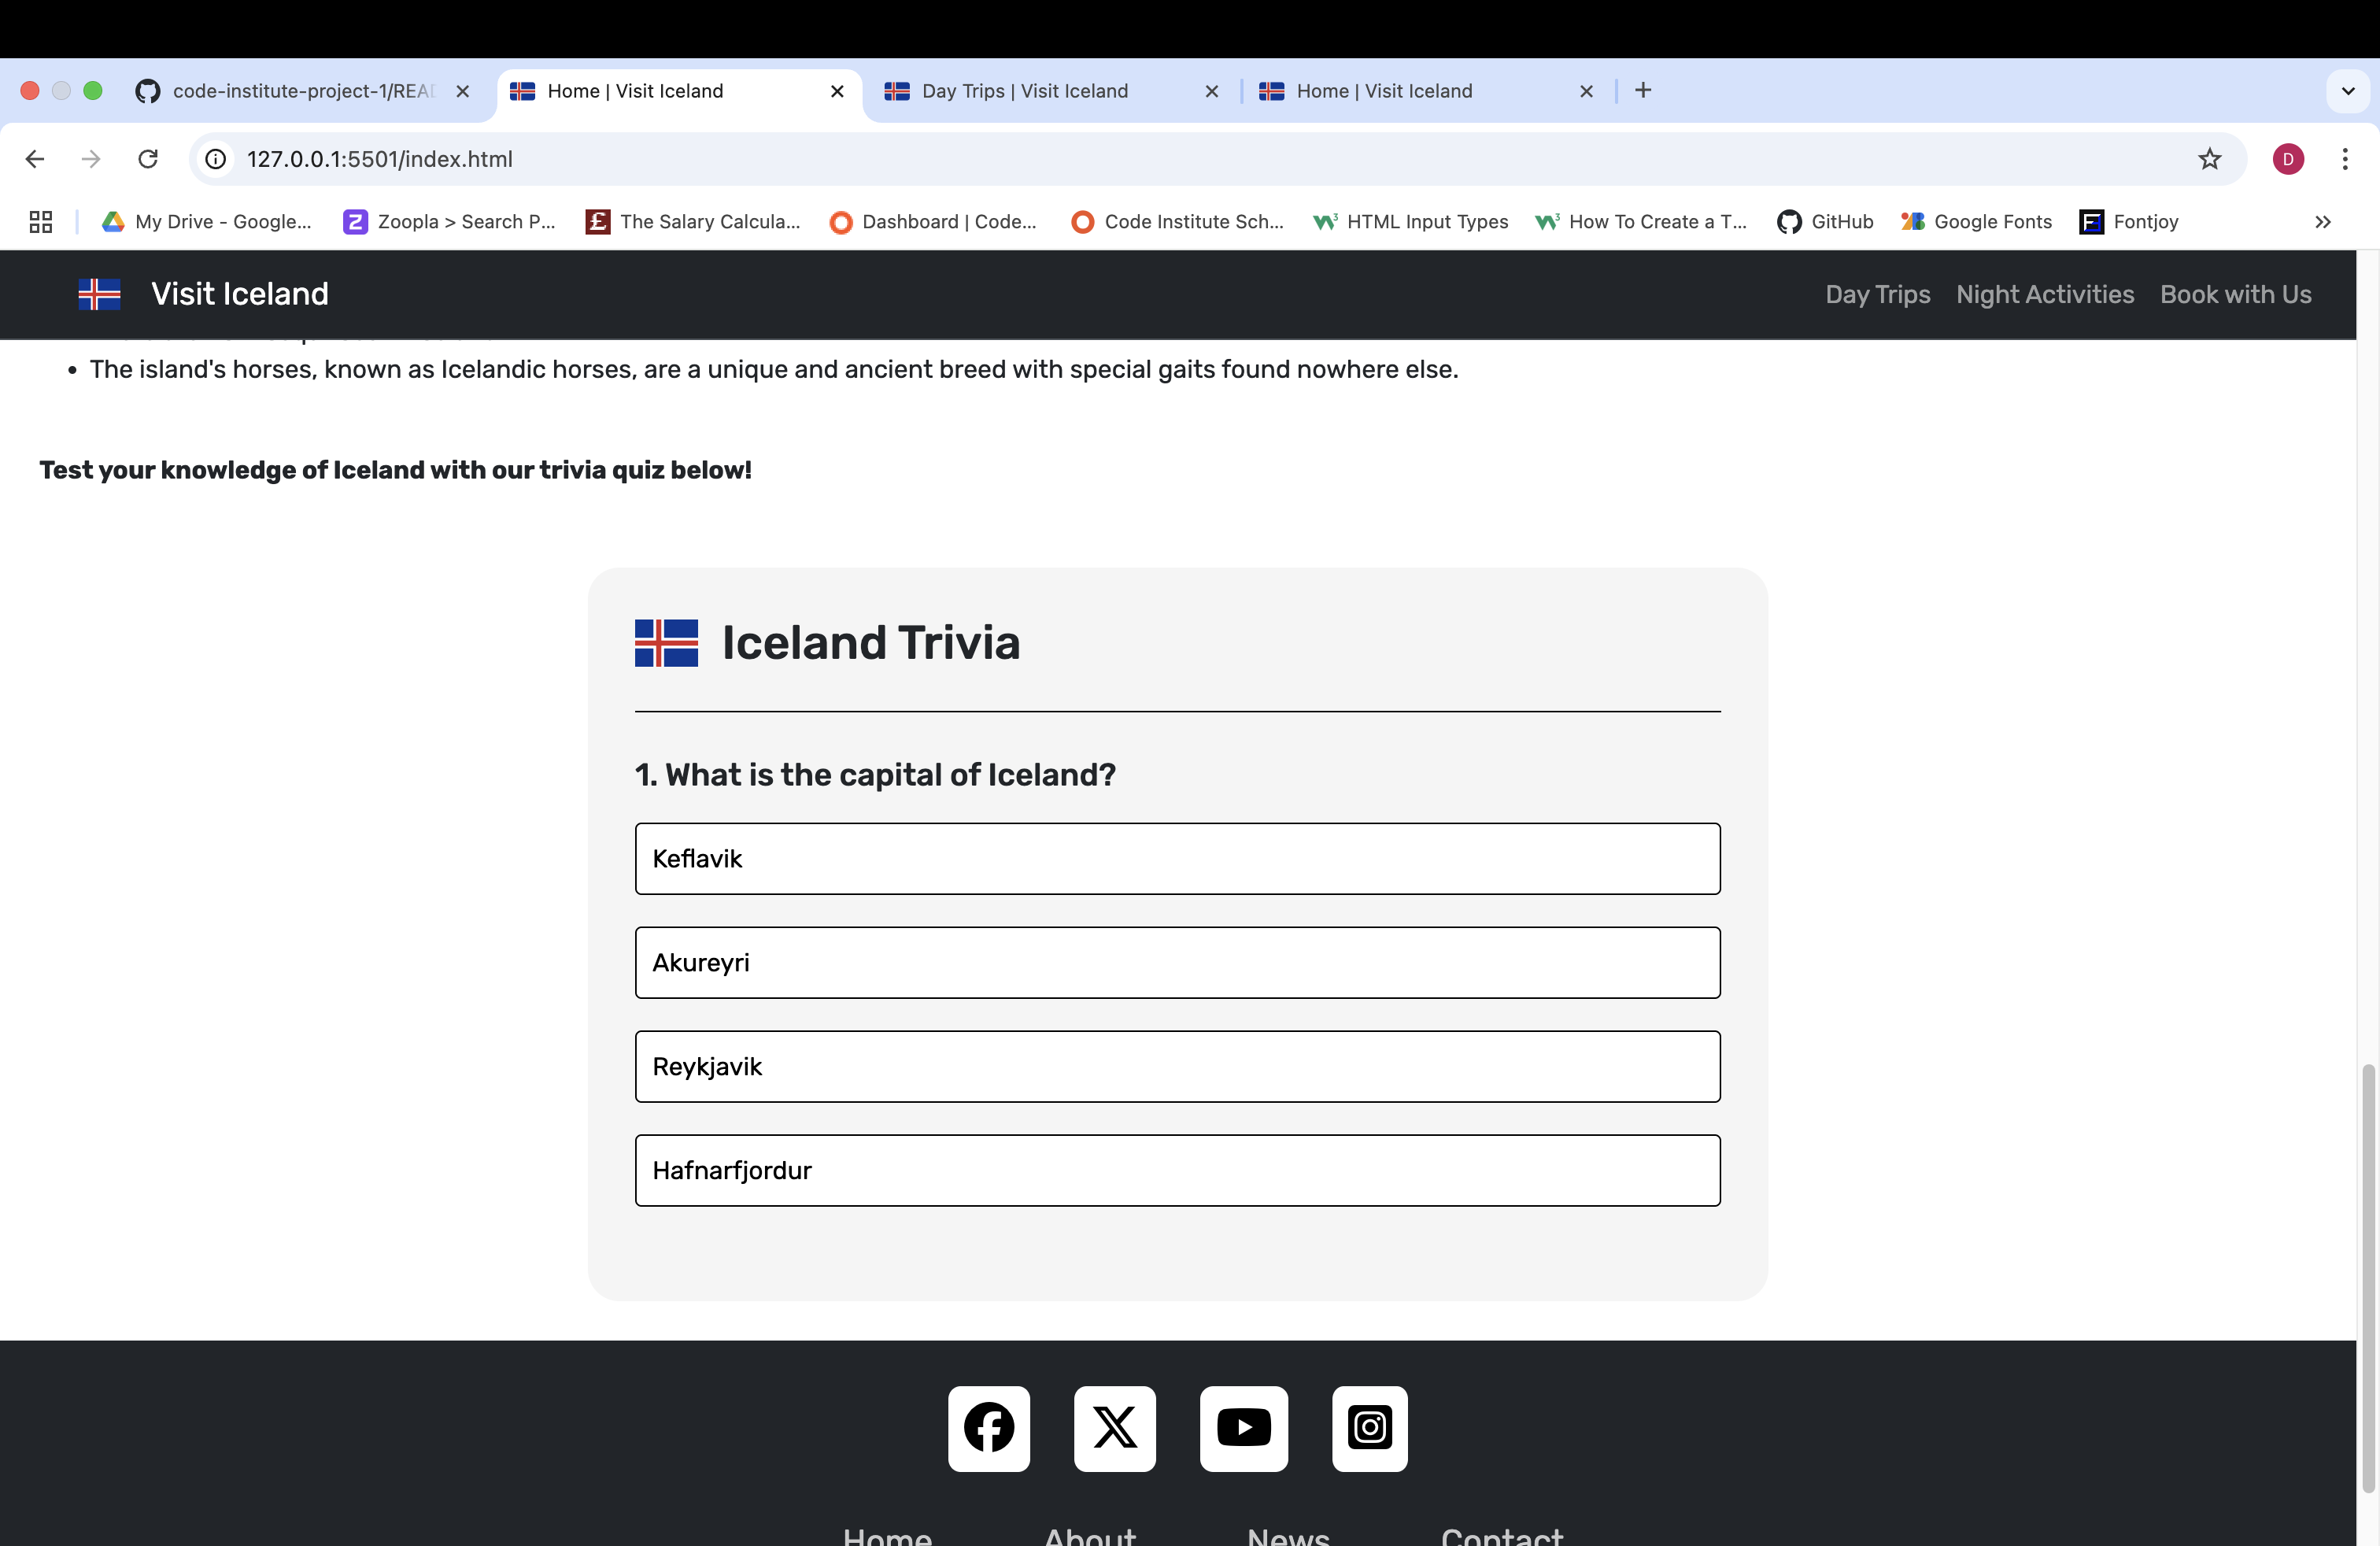 code-institute-project-1/READ
Home | Visit Iceland
Day Trips | Visit Iceland
Home | Visit Iceland
127.0.0.1:5501/index.html
D
My Drive - Google...
Zoopla > Search P...
The Salary Calcula...
Dashboard | Code...
Code Institute Sch...
HTML Input Types
How To Create a T...
GitHub
Google Fonts
Fontjoy
Visit Iceland
Day Trips
Night Activities
Book with Us
• The island's horses, known as Icelandic horses, are a unique and ancient breed with special gaits found nowhere else.
Test your knowledge of Iceland with our trivia quiz below!
Iceland Trivia
1. What is the capital of Iceland?
Keflavik
Akureyri
Reykjavik
Hafnarfjordur
Home
About
News
Contact